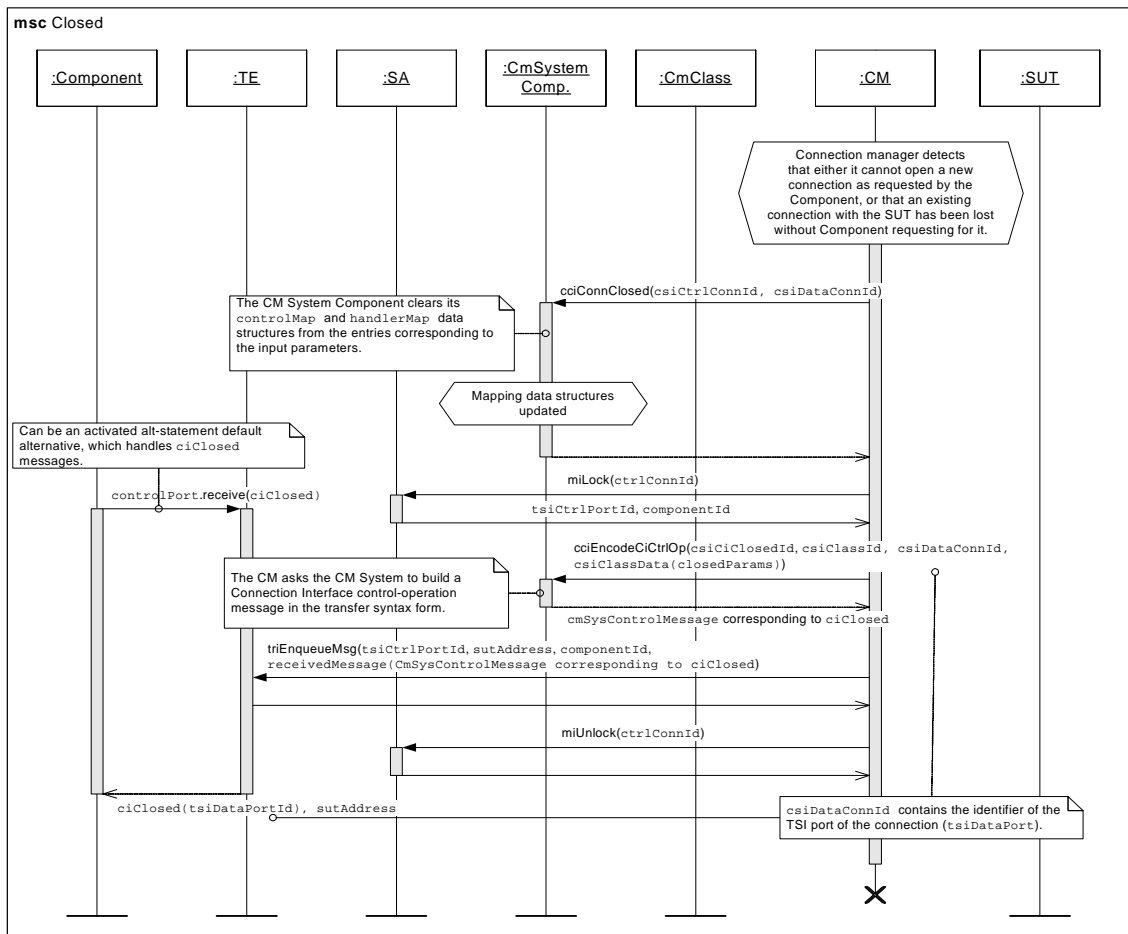 msc Closed
:Component
:TE
:SA
:CmSystem
Comp.
:CmClass
:CM
:SUT
Connection manager detects
that either it cannot open a new
connection as requested by the
Component, or that an existing
connection with the SUT has been lost
without Component requesting for it.
cciConnClosed(csiCtrlConnId, csiDataConnId)
The CM System Component clears its
controlMap and handlerMap data
structures from the entries corresponding to
the input parameters.
Mapping data structures
updated
Can be an activated alt-statement default
alternative, which handles ciClosed
messages.
miLock(ctrlConnId)
controlPort.receive(ciClosed)
tsiCtrlPortId, componentId
cciEncodeCiCtrlOp(csiCiClosedId, csiClassId, csiDataConnId,
csiClassData(closedParams))
The CM asks the CM System to build a
Connection Interface control-operation
message in the transfer syntax form.
cmSysControlMessage corresponding to ciClosed
triEnqueueMsg(tsiCtrlPortId, sutAddress, componentId,
receivedMessage(CmSysControlMessage corresponding to ciClosed)
miUnlock(ctrlConnId)
ciClosed(tsiDataPortId), sutAddress
csiDataConnId contains the identifier of the
TSI port of the connection (tsiDataPort).